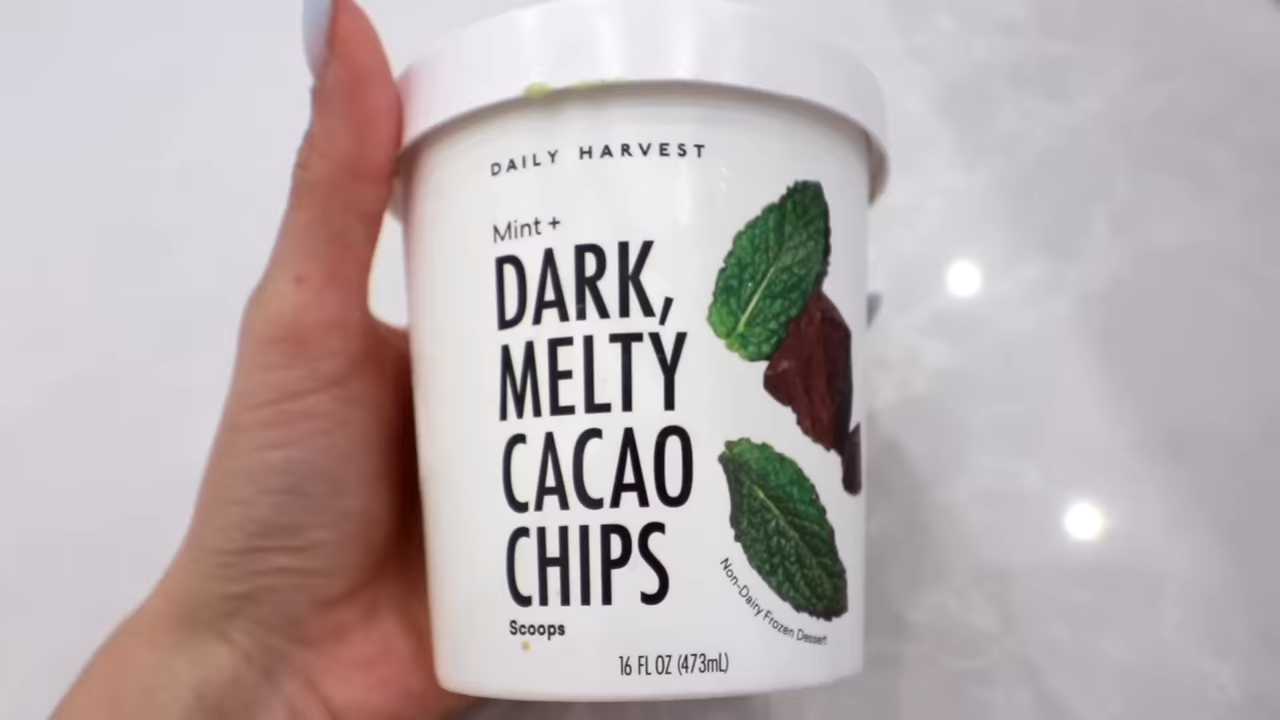 DAILY HARVEST
Mint +
DARK,
MELTY
CACAO
CHIPS
Scoops
Non-Dairy Frozen Dessert
16 FL OZ (473mL)